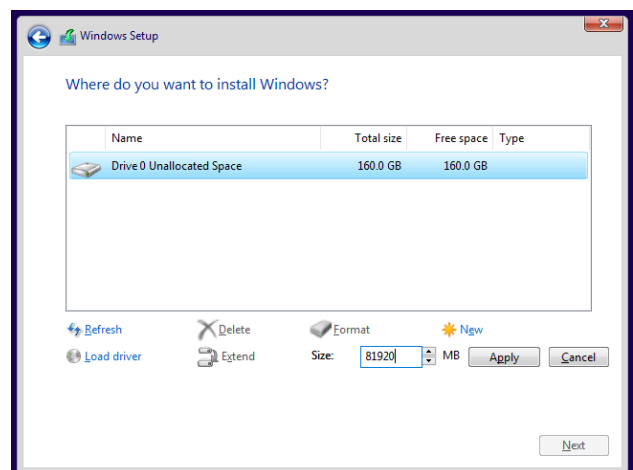 Windows Setup
Where do you want to install Windows?
Name Total size Free space Type
Drive 0 Unallocated Space 160.0 GB 160.0 GB
Refresh Delete Format New
Load driver Extend Size: 81920 MB Apply Cancel
Next